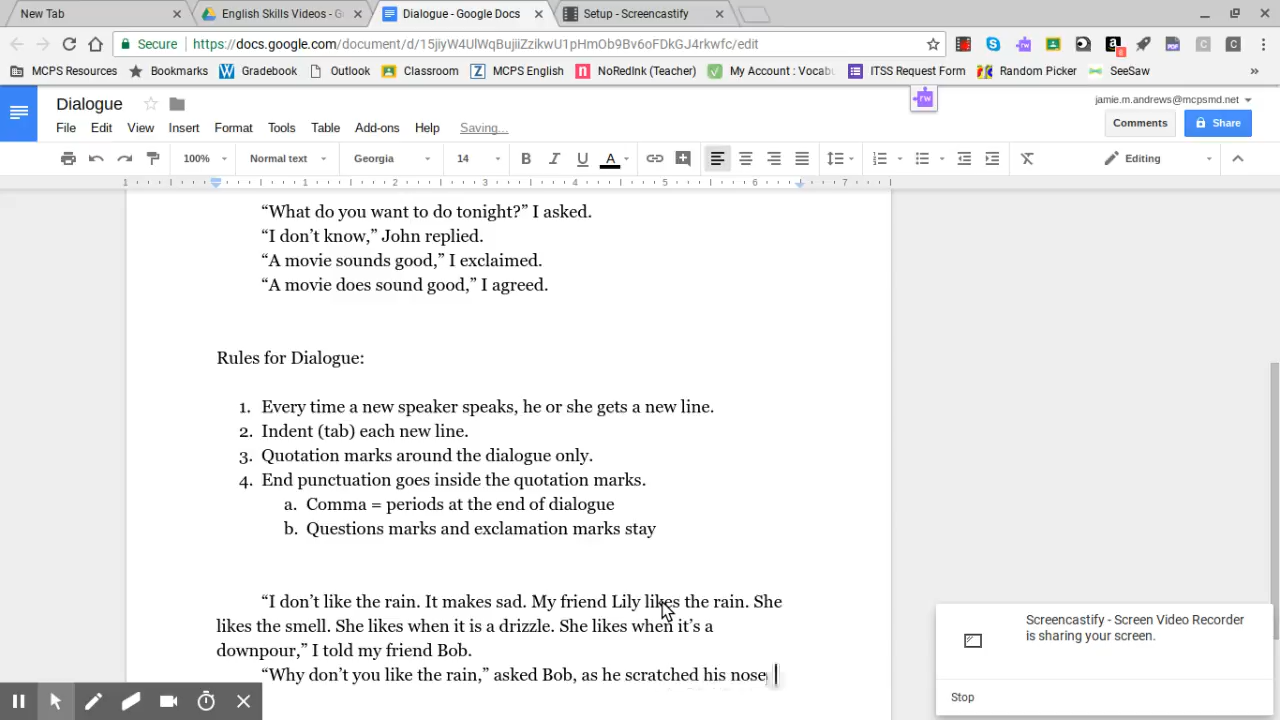 New Tab
English Skills Videos - G
Dialogue - Google Docs
Setup - Screencastify
Secure
https://docs.google.com/document/d/15jiyW4UlWqBujiiZzikwU1pHmOb9Bv6oFDkGJ4rkwfc/edit
MCPS Resources
Bookmarks
Gradebook
Outlook
Classroom
MCPS English
NoRedInk (Teacher)
My Account : Vocabu
ITSS Request Form
Random Picker
SeeSaw
Dialogue
jamie.m.andrews@mcpsmd.net
File Edit View Insert Format Tools Table Add-ons Help Saving...
Comments
Share
100% Normal text Georgia 14 B I U A Editing
1 1 2 3 4 5 6 7
“What do you want to do tonight?” I asked.
“I don’t know,” John replied.
“A movie sounds good,” I exclaimed.
“A movie does sound good,” I agreed.
Rules for Dialogue:
1. Every time a new speaker speaks, he or she gets a new line.
2. Indent (tab) each new line.
3. Quotation marks around the dialogue only.
4. End punctuation goes inside the quotation marks.
a. Comma = periods at the end of dialogue
b. Questions marks and exclamation marks stay
“I don’t like the rain. It makes sad. My friend Lily likes the rain. She
likes the smell. She likes when it is a drizzle. She likes when it’s a
downpour,” I told my friend Bob.
“Why don’t you like the rain,” asked Bob, as he scratched his nose
Screencastify - Screen Video Recorder
is sharing your screen.
Stop